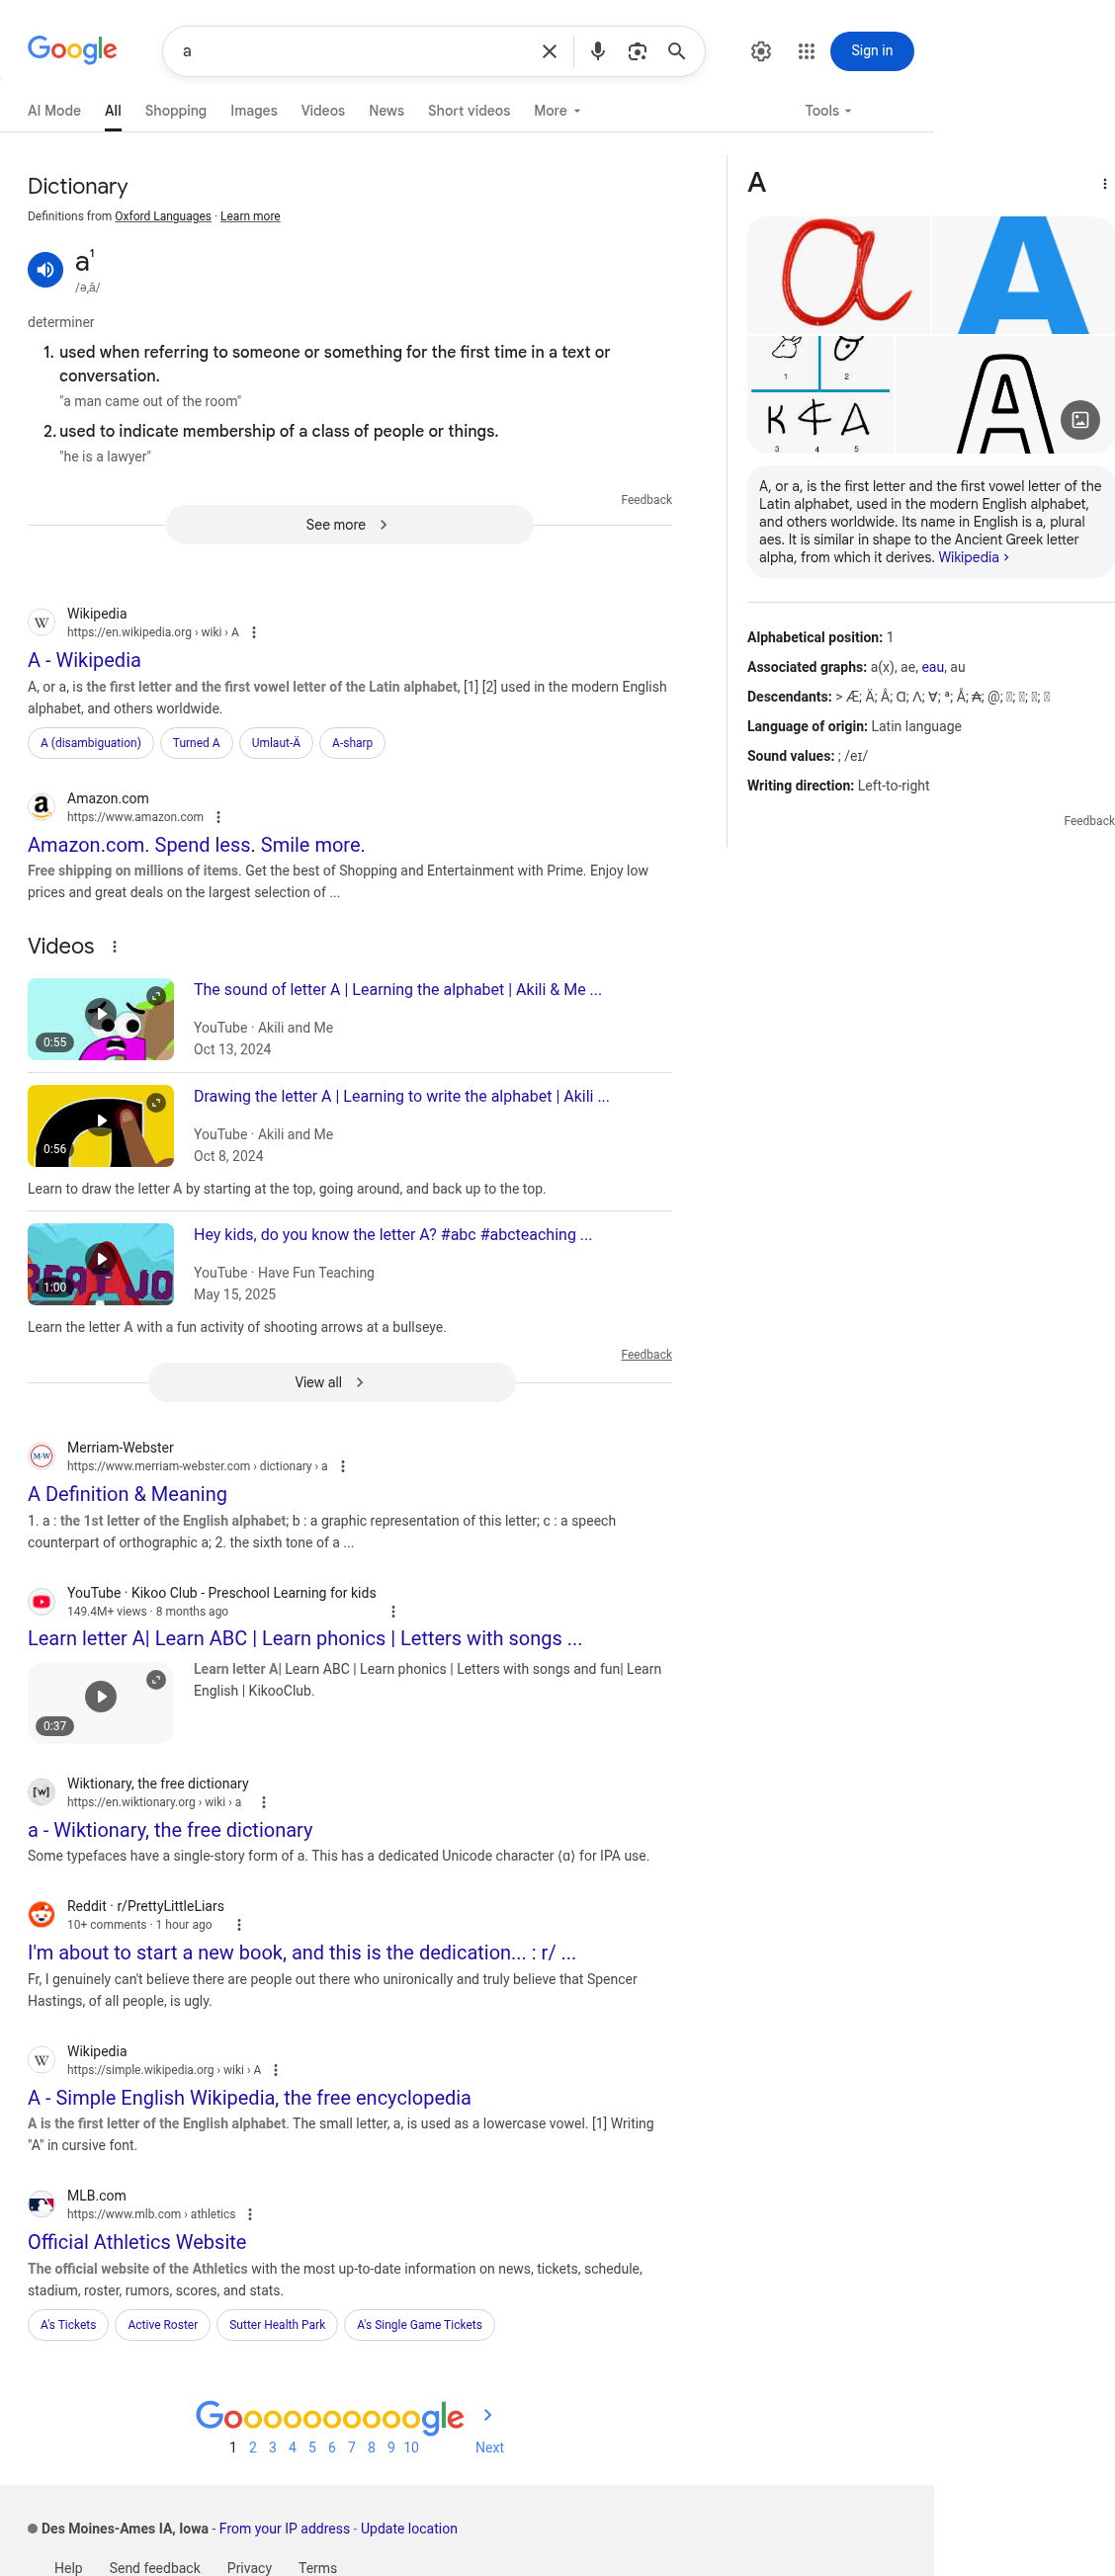 Google
a
Sign in
AI Mode
All
Shopping
Images
Videos
News
Short videos
More
Tools
Dictionary
Definitions from Oxford Languages · Learn more
a¹
/ə,ā/
determiner
1. used when referring to someone or something for the first time in a text or
conversation.
"a man came out of the room"
2. used to indicate membership of a class of people or things.
"he is a lawyer"
Feedback
See more
Wikipedia
https://en.wikipedia.org › wiki › A
A - Wikipedia
A, or a, is the first letter and the first vowel letter of the Latin alphabet, [1] [2] used in the modern English
alphabet, and others worldwide.
A (disambiguation)
Turned A
Umlaut-Ä
A-sharp
Amazon.com
https://www.amazon.com
Amazon.com. Spend less. Smile more.
Free shipping on millions of items. Get the best of Shopping and Entertainment with Prime. Enjoy low
prices and great deals on the largest selection of ...
Videos
The sound of letter A | Learning the alphabet | Akili & Me ...
0:55
YouTube · Akili and Me
Oct 13, 2024
Drawing the letter A | Learning to write the alphabet | Akili ...
0:56
YouTube · Akili and Me
Oct 8, 2024
Learn to draw the letter A by starting at the top, going around, and back up to the top.
Hey kids, do you know the letter A? #abc #abcteaching ...
1:00
YouTube · Have Fun Teaching
May 15, 2025
Learn the letter A with a fun activity of shooting arrows at a bullseye.
Feedback
View all
M-W
Merriam-Webster
https://www.merriam-webster.com › dictionary › a
A Definition & Meaning
1. a : the 1st letter of the English alphabet; b : a graphic representation of this letter; c : a speech
counterpart of orthographic a; 2. the sixth tone of a ...
YouTube · Kikoo Club - Preschool Learning for kids
149.4M+ views · 8 months ago
Learn letter A| Learn ABC | Learn phonics | Letters with songs ...
Learn letter A| Learn ABC | Learn phonics | Letters with songs and fun| Learn
English | KikooClub.
0:37
Wiktionary, the free dictionary
https://en.wiktionary.org › wiki › a
a - Wiktionary, the free dictionary
Some typefaces have a single-story form of a. This has a dedicated Unicode character ⟨ɑ⟩ for IPA use.
Reddit · r/PrettyLittleLiars
10+ comments · 1 hour ago
I'm about to start a new book, and this is the dedication... : r/ ...
Fr, I genuinely can't believe there are people out there who unironically and truly believe that Spencer
Hastings, of all people, is ugly.
Wikipedia
https://simple.wikipedia.org › wiki › A
A - Simple English Wikipedia, the free encyclopedia
A is the first letter of the English alphabet. The small letter, a, is used as a lowercase vowel. [1] Writing
"A" in cursive font.
MLB.com
https://www.mlb.com › athletics
Official Athletics Website
The official website of the Athletics with the most up-to-date information on news, tickets, schedule,
stadium, roster, rumors, scores, and stats.
A's Tickets
Active Roster
Sutter Health Park
A's Single Game Tickets
A
a
A
1
2
3
4
5
A
A, or a, is the first letter and the first vowel letter of the
Latin alphabet, used in the modern English alphabet,
and others worldwide. Its name in English is a, plural
aes. It is similar in shape to the Ancient Greek letter
alpha, from which it derives. Wikipedia
Alphabetical position: 1
Associated graphs: a(x), ae, eau, au
Descendants: > Æ; Ä; Â; Ɑ; Λ; Ɐ; ª; Å; ₳; @;
Language of origin: Latin language
Sound values: ; /eɪ/
Writing direction: Left-to-right
Feedback
Goooooooooogle
1 2 3 4 5 6 7 8 9 10 Next
Des Moines-Ames IA, Iowa - From your IP address - Update location
Help
Send feedback
Privacy
Terms